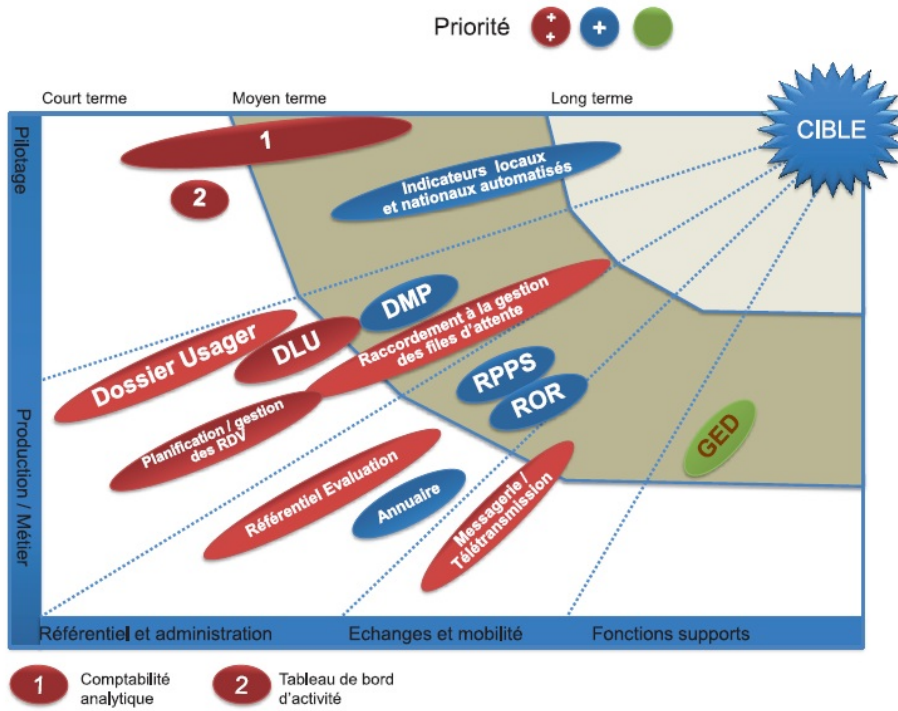 Priorité
+
+
+
Court terme
Moyen terme
Long terme
CIBLE
Pilotage
1
2
Indicateurs locaux
et nationaux automatisés
DMP
Raccordement à la gestion
des files d'attente
Dossier Usager
DLU
RPPS
ROR
GED
Planification / gestion
des RDV
Référentiel Evaluation
Annuaire
Messagerie /
Télétransmission
Production / Métier
Référentiel et administration
Echanges et mobilité
Fonctions supports
1
Comptabilité
analytique
2
Tableau de bord
d'activité